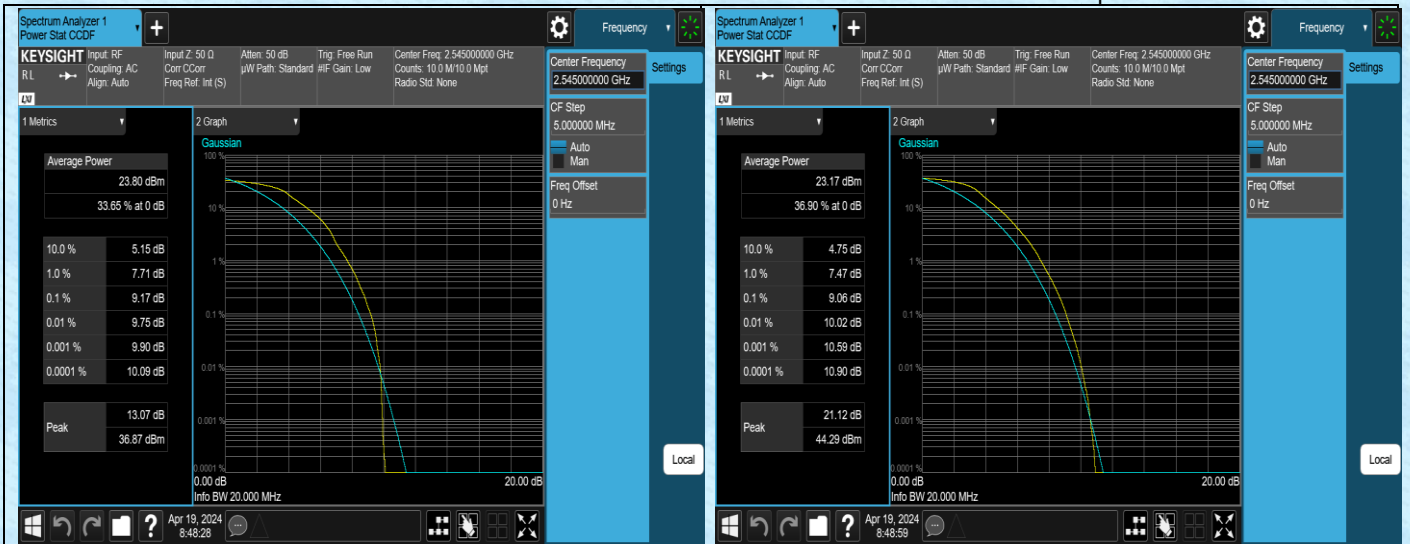 Spectrum Analyzer 1
Power Stat CCDF
+
Frequency
KEYSIGHT
RL
LXI
Input: RF
Coupling: AC
Align: Auto
Input Z: 50 Ω
Corr CCorr
Freq Ref: Int (S)
Atten: 50 dB
µW Path: Standard
Trig: Free Run
#IF Gain: Low
Center Freq: 2.545000000 GHz
Counts: 10.0 M/10.0 Mpt
Radio Std: None
Center Frequency
2.545000000 GHz
Settings
CF Step
5.000000 MHz
Auto
Man
Freq Offset
0 Hz
1 Metrics
Average Power
23.80 dBm
33.65 % at 0 dB
10.0 % 5.15 dB
1.0 % 7.71 dB
0.1 % 9.17 dB
0.01 % 9.75 dB
0.001 % 9.90 dB
0.0001 % 10.09 dB
Peak
13.07 dB
36.87 dBm
2 Graph
Gaussian
100 %
10 %
1 %
0.1 %
0.01 %
0.001 %
0.0001 %
0.00 dB 20.00 dB
Info BW 20.000 MHz
Local
?
Apr 19, 2024
8:48:28
Spectrum Analyzer 1
Power Stat CCDF
+
Frequency
KEYSIGHT
RL
LXI
Input: RF
Coupling: AC
Align: Auto
Input Z: 50 Ω
Corr CCorr
Freq Ref: Int (S)
Atten: 50 dB
µW Path: Standard
Trig: Free Run
#IF Gain: Low
Center Freq: 2.545000000 GHz
Counts: 10.0 M/10.0 Mpt
Radio Std: None
Center Frequency
2.545000000 GHz
Settings
CF Step
5.000000 MHz
Auto
Man
Freq Offset
0 Hz
1 Metrics
Average Power
23.17 dBm
36.90 % at 0 dB
10.0 % 4.75 dB
1.0 % 7.47 dB
0.1 % 9.06 dB
0.01 % 10.02 dB
0.001 % 10.59 dB
0.0001 % 10.90 dB
Peak
21.12 dB
44.29 dBm
2 Graph
Gaussian
100 %
10 %
1 %
0.1 %
0.01 %
0.001 %
0.0001 %
0.00 dB 20.00 dB
Info BW 20.000 MHz
Local
?
Apr 19, 2024
8:48:59